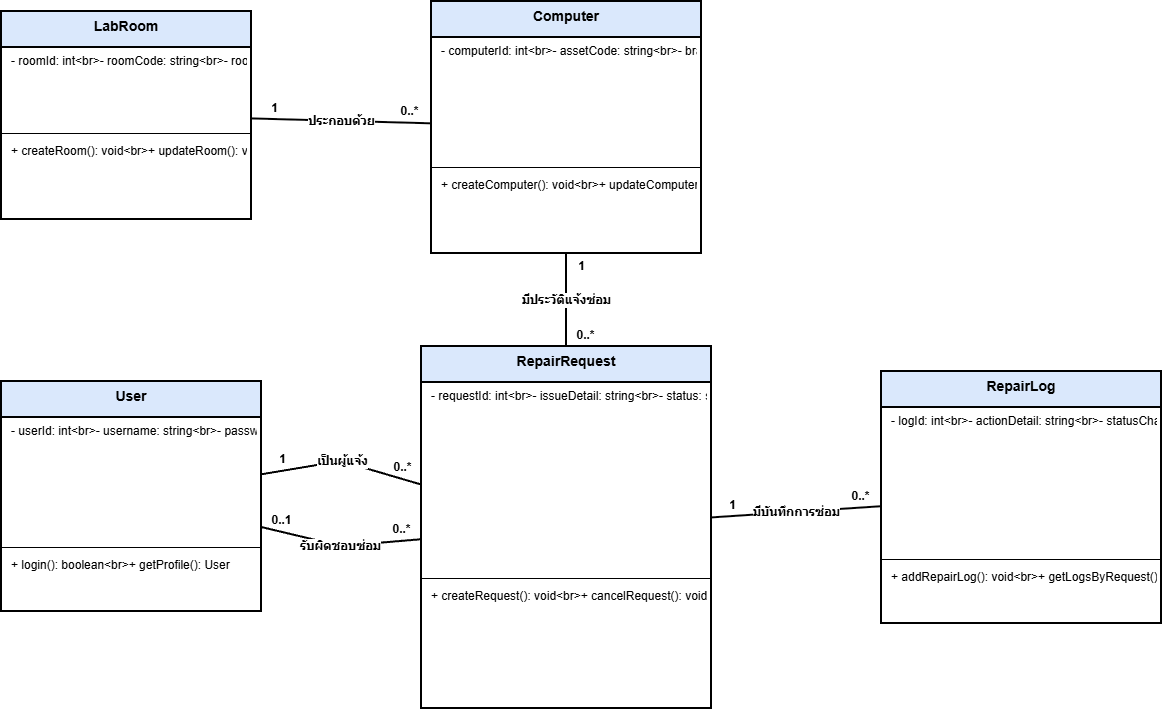 LabRoom
- roomId: int<br>- roomCode: string<br>- roo
+ createRoom(): void<br>+ updateRoom(): v
1
ประกอบด้วย
0..*
Computer
- computerId: int<br>- assetCode: string<br>- br
+ createComputer(): void<br>+ updateComputer
1
มีประวัติแจ้งซ่อม
0..*
User
- userId: int<br>- username: string<br>- passw
+ login(): boolean<br>+ getProfile(): User
1
เป็นผู้แจ้ง
0..*
0..1
รับผิดชอบซ่อม
0..*
RepairRequest
- requestId: int<br>- issueDetail: string<br>- status:
+ createRequest(): void<br>+ cancelRequest(): void
1
มีบันทึกการซ่อม
0..*
RepairLog
- logId: int<br>- actionDetail: string<br>- statusCha
+ addRepairLog(): void<br>+ getLogsByRequest()